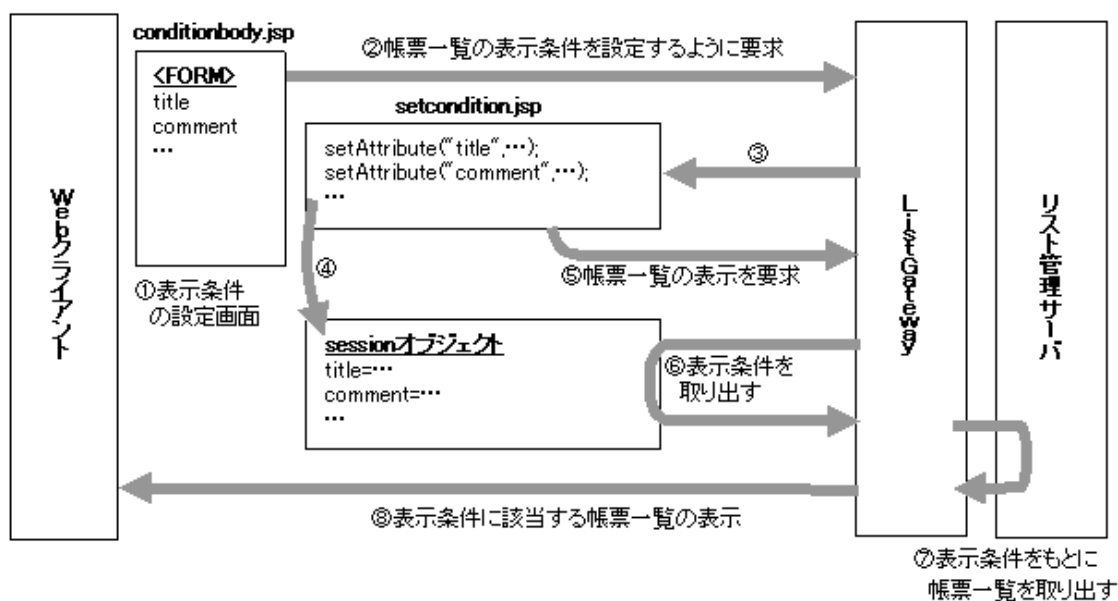 conditionbody.jsp
<FORM>
title
comment
…
②帳票一覧の表示条件を設定するように要求
setcondition.jsp
setAttribute("title",…);
setAttribute("comment",…);
…
③
Webクライアント
①表示条件
の設定画面
④
⑤帳票一覧の表示を要求
ListGateway
リスト管理サーバ
sessionオブジェクト
title=…
comment=…
…
⑥表示条件を
取り出す
⑧表示条件に該当する帳票一覧の表示
⑦表示条件をもとに
帳票一覧を取り出す